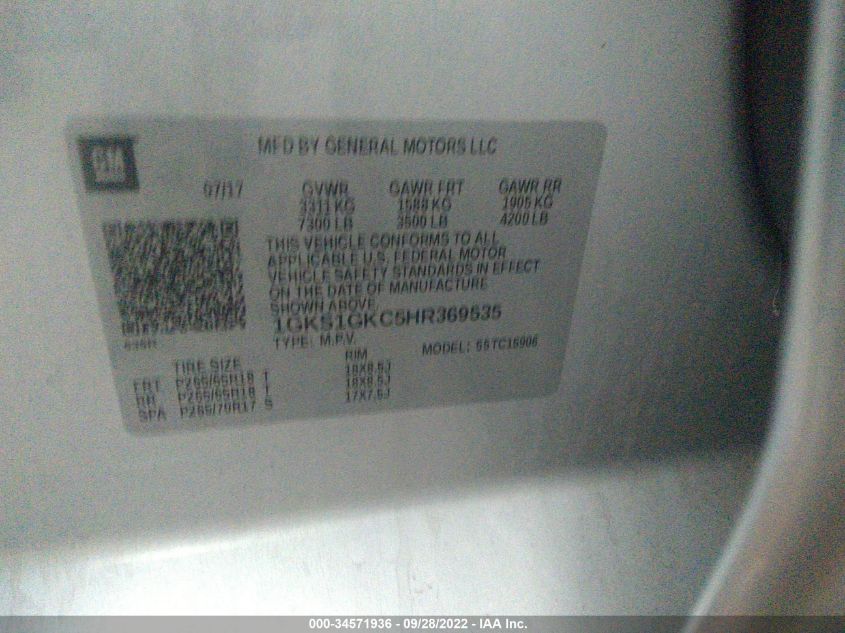 GM
MFD BY GENERAL MOTORS LLC
07/17 GVWR GAWR FRT GAWR RR
3311 KG 1588 KG 1905 KG
7300 LB 3500 LB 4200 LB
THIS VEHICLE CONFORMS TO ALL
APPLICABLE U.S. FEDERAL MOTOR
VEHICLE SAFETY STANDARDS IN EFFECT
ON THE DATE OF MANUFACTURE
SHOWN ABOVE.
1GKS1GKC5HR369535
TYPE: M.P.V. MODEL: SSTC15906
TIRE SIZE RIM
FRT P265/65R18 T 18X8.5J
RR P265/65R18 T 18X8.5J
SPA P265/70R17 S 17X7.5J
000-34571936 - 09/28/2022 - IAA Inc.